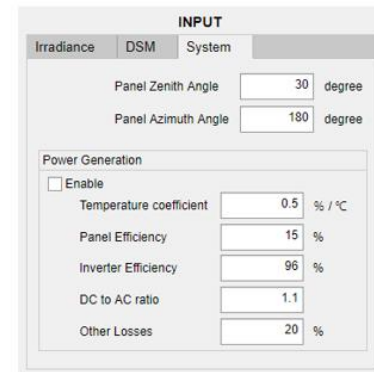 INPUT
Irradiance DSM System
Panel Zenith Angle 30 degree
Panel Azimuth Angle 180 degree
Power Generation
Enable
Temperature coefficient 0.5 % / ℃
Panel Efficiency 15 %
Inverter Efficiency 96 %
DC to AC ratio 1.1
Other Losses 20 %